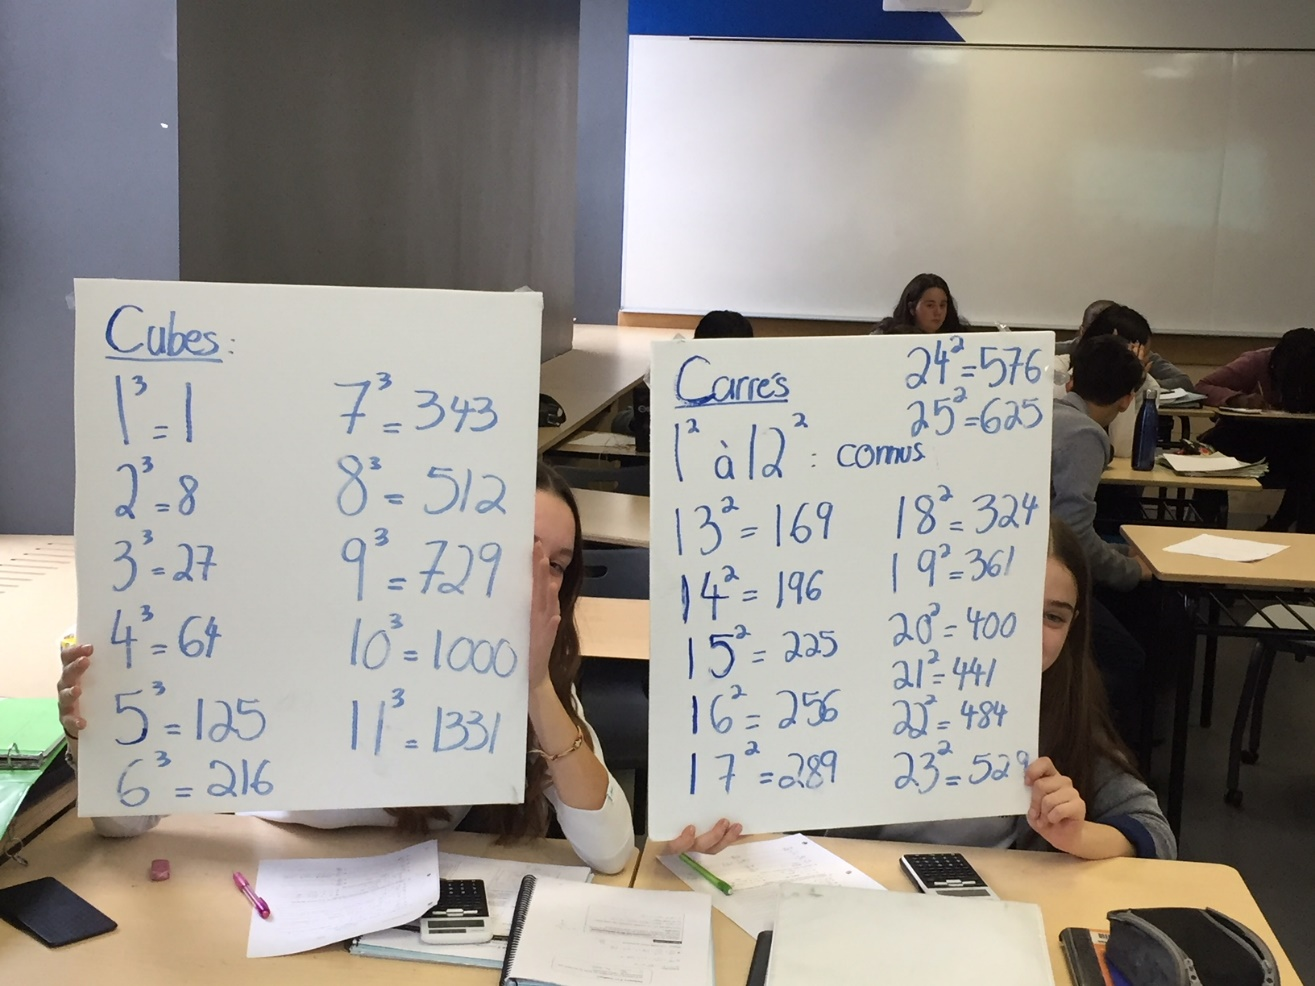 Cubes:
1³ = 1
2³ = 8
3³ = 27
4³ = 64
5³ = 125
6³ = 216
7³ = 343
8³ = 512
9³ = 729
10³ = 1000
11³ = 1331
Carrés
1² à 12² : connus
13² = 169
14² = 196
15² = 225
16² = 256
17² = 289
24² = 576
25² = 625
18² = 324
19² = 361
20² = 400
21² = 441
22² = 484
23² = 529